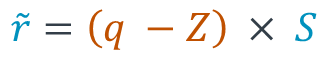 r̃ = (q − Z) × S